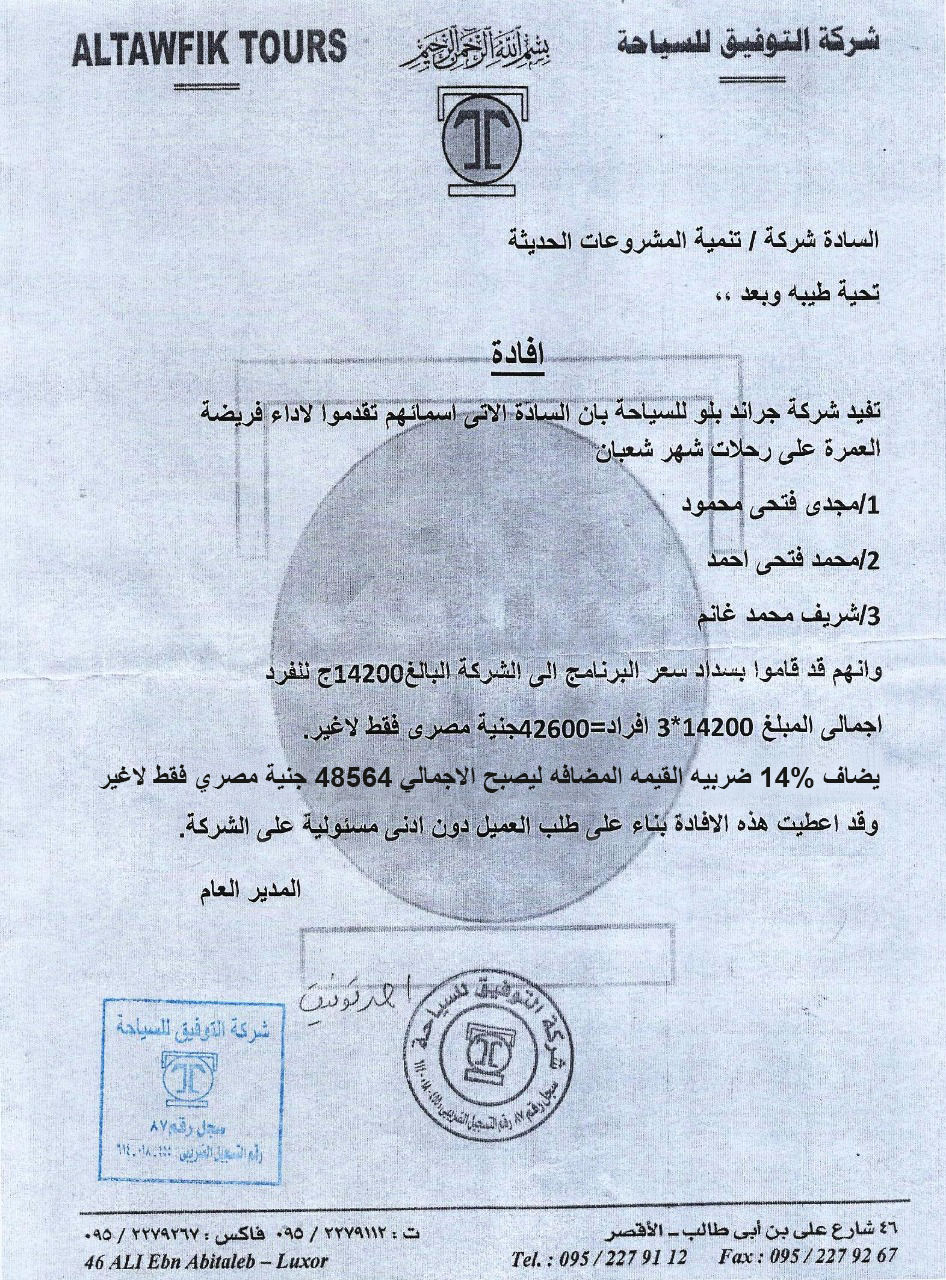 ALTAWFIK TOURS
بسم الله الرحمن الرحيم
شركة التوفيق للسياحة
السادة شركة / تنمية المشروعات الحديثة
تحية طيبه وبعد ،،
افادة
تفيد شركة جراند بلو للسياحة بان السادة الاتى اسمائهم تقدموا لاداء فريضة
العمرة على رحلات شهر شعبان
1/مجدى فتحى محمود
2/محمد فتحى احمد
3/شريف محمد غانم
وانهم قد قاموا بسداد سعر البرنامج الى الشركة البالغ14200ج للفرد
اجمالى المبلغ 14200*3 افراد=42600جنية مصرى فقط لاغير.
يضاف 14% ضريبه القيمه المضافه ليصبح الاجمالي 48564 جنية مصري فقط لاغير
وقد اعطيت هذه الافادة بناء على طلب العميل دون ادنى مسئولية على الشركة.
المدير العام
احمد توفيق
شركة التوفيق للسياحة
سجل رقم ٨٧ رقم التسجيل الضريبى
شركة التوفيق للسياحة
سجل رقم ٨٧
رقم التسجيل الضريبى
٤٦ شارع على بن أبى طالب ـ الأقصر
ت : ٢٢٧٩١١٢ / ٠٩٥ فاكس : ٢٢٧٩٢٦٧ / ٠٩٥
46 ALI Ebn Abitaleb – Luxor
Tel. : 095 / 227 91 12 Fax : 095 / 227 92 67